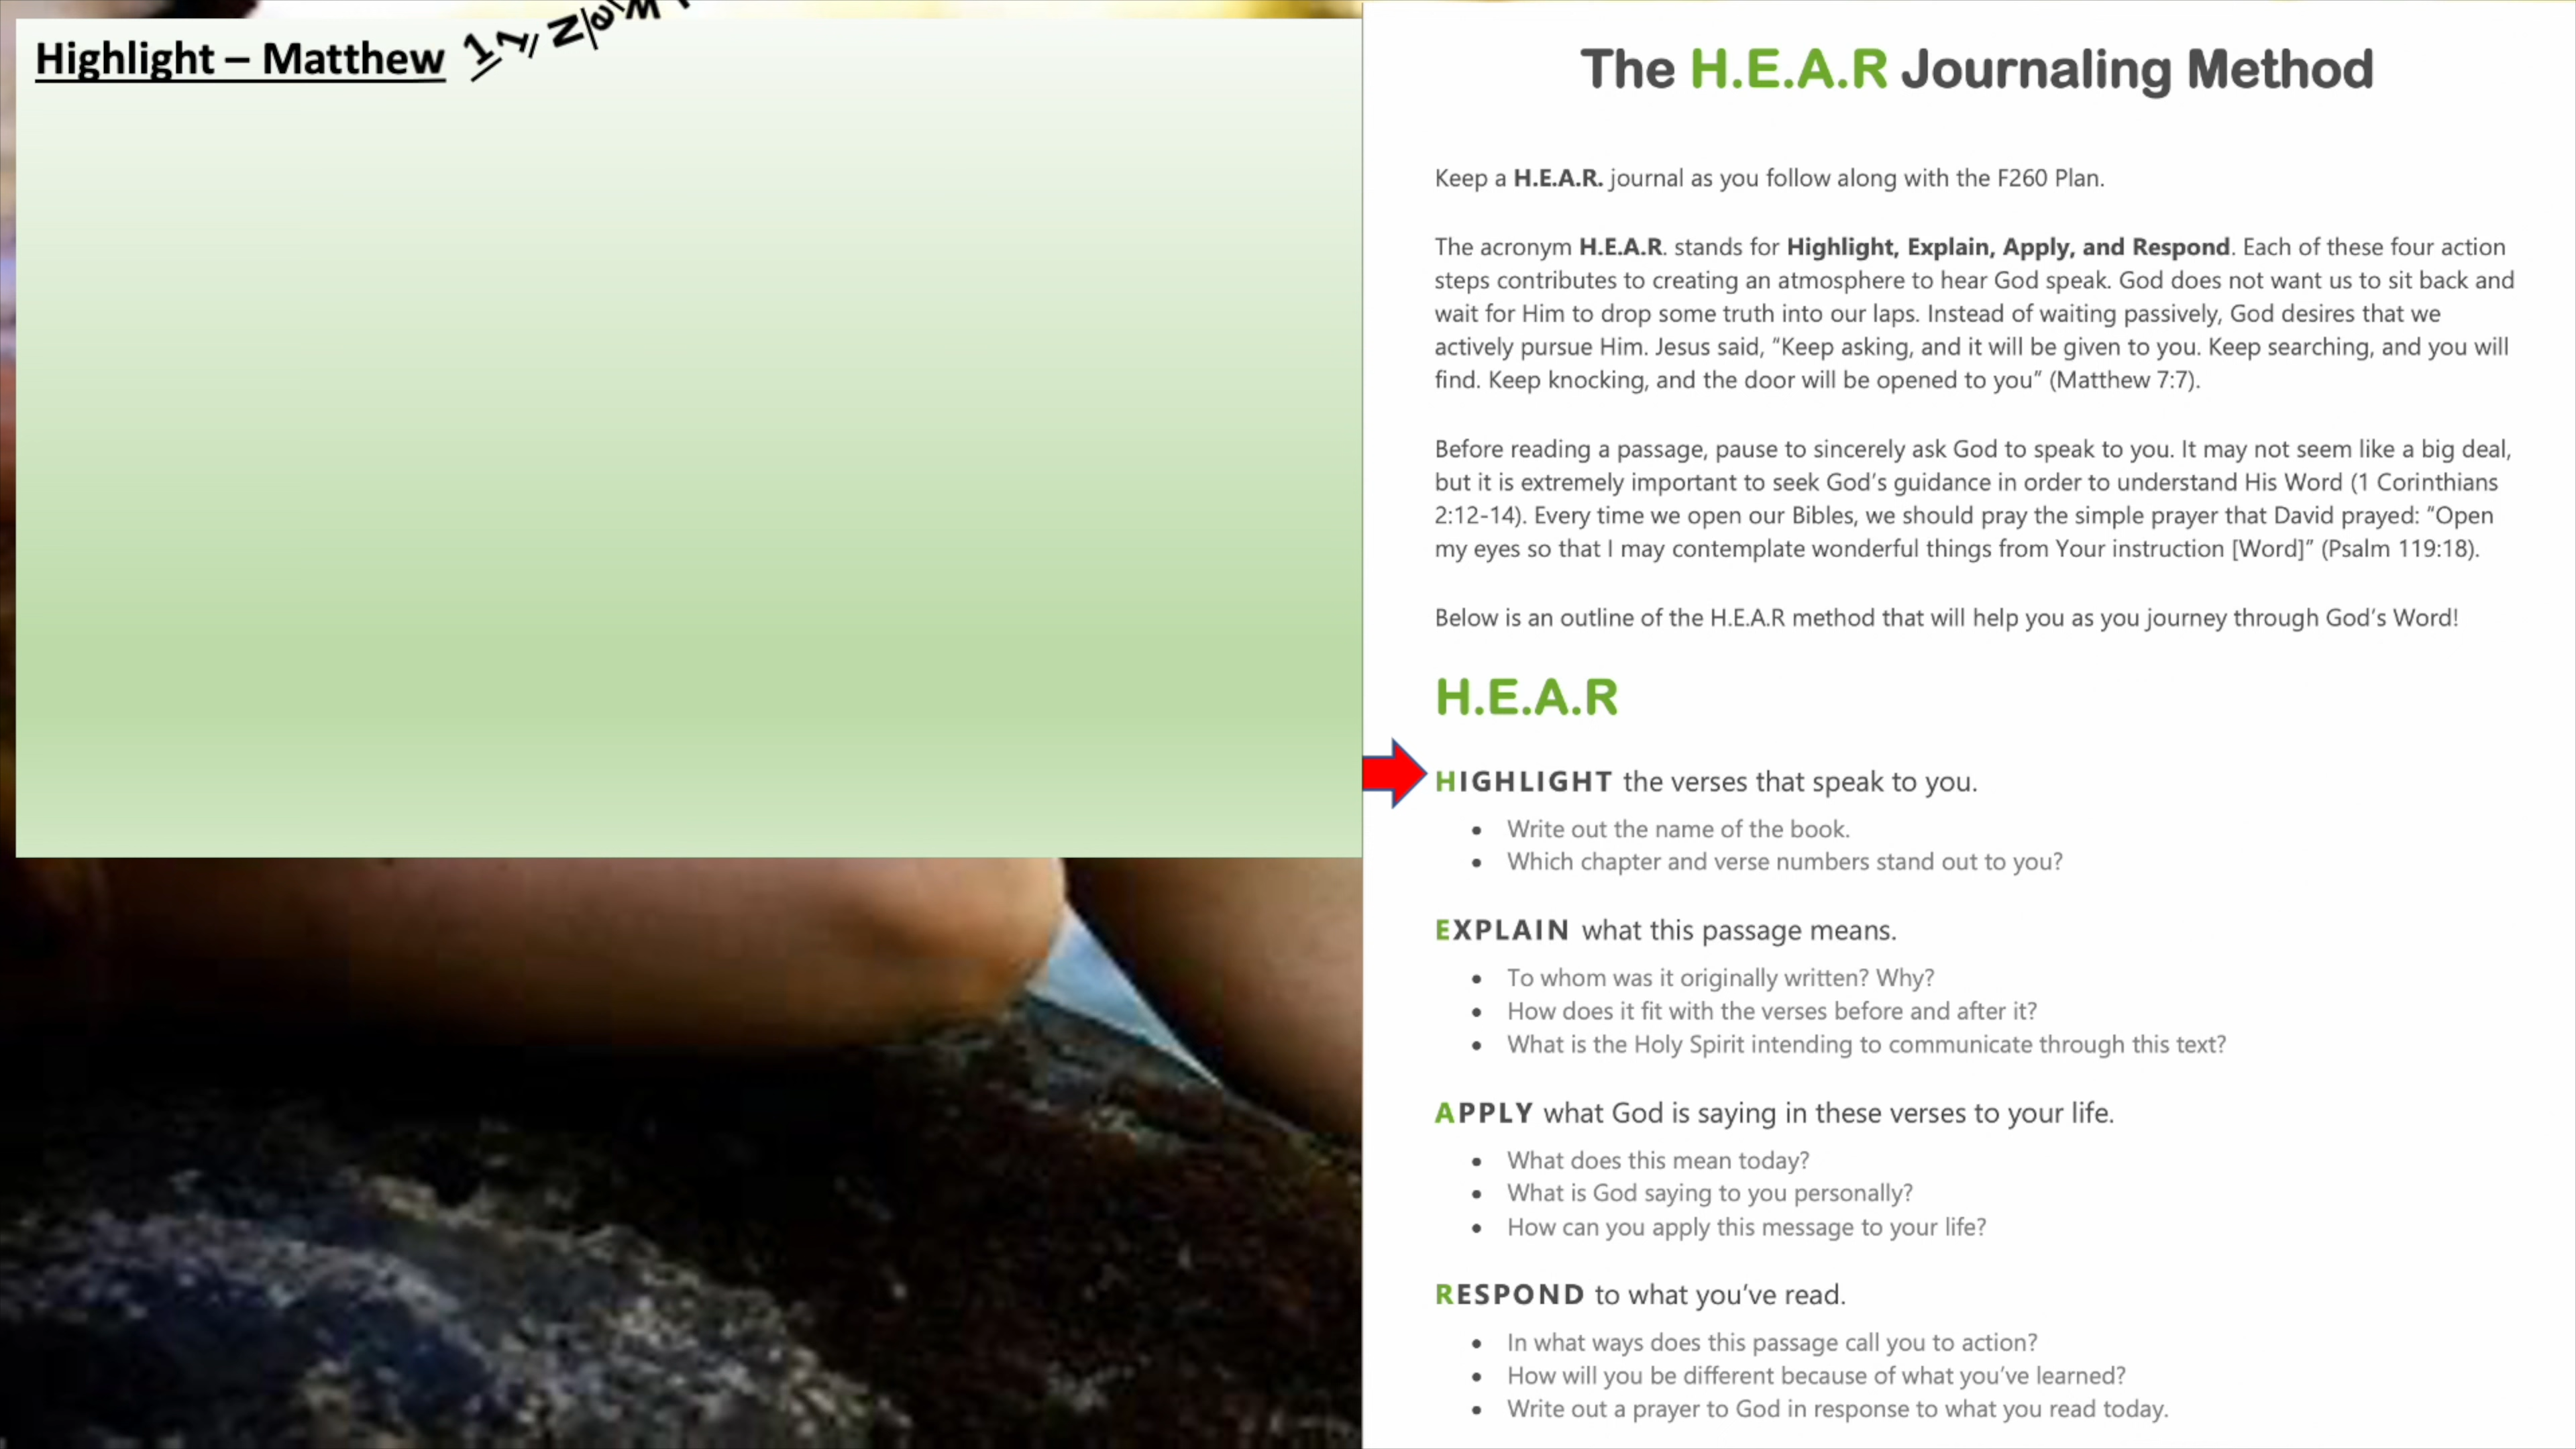 Highlight – Matthew
The H.E.A.R Journaling Method
Keep a H.E.A.R. journal as you follow along with the F260 Plan.
The acronym H.E.A.R. stands for Highlight, Explain, Apply, and Respond. Each of these four action
steps contributes to creating an atmosphere to hear God speak. God does not want us to sit back and
wait for Him to drop some truth into our laps. Instead of waiting passively, God desires that we
actively pursue Him. Jesus said, “Keep asking, and it will be given to you. Keep searching, and you will
find. Keep knocking, and the door will be opened to you” (Matthew 7:7).
Before reading a passage, pause to sincerely ask God to speak to you. It may not seem like a big deal,
but it is extremely important to seek God’s guidance in order to understand His Word (1 Corinthians
2:12-14). Every time we open our Bibles, we should pray the simple prayer that David prayed: “Open
my eyes so that I may contemplate wonderful things from Your instruction [Word]” (Psalm 119:18).
Below is an outline of the H.E.A.R method that will help you as you journey through God’s Word!
H.E.A.R
HIGHLIGHT the verses that speak to you.
• Write out the name of the book.
• Which chapter and verse numbers stand out to you?
EXPLAIN what this passage means.
• To whom was it originally written? Why?
• How does it fit with the verses before and after it?
• What is the Holy Spirit intending to communicate through this text?
APPLY what God is saying in these verses to your life.
• What does this mean today?
• What is God saying to you personally?
• How can you apply this message to your life?
RESPOND to what you’ve read.
• In what ways does this passage call you to action?
• How will you be different because of what you’ve learned?
• Write out a prayer to God in response to what you read today.